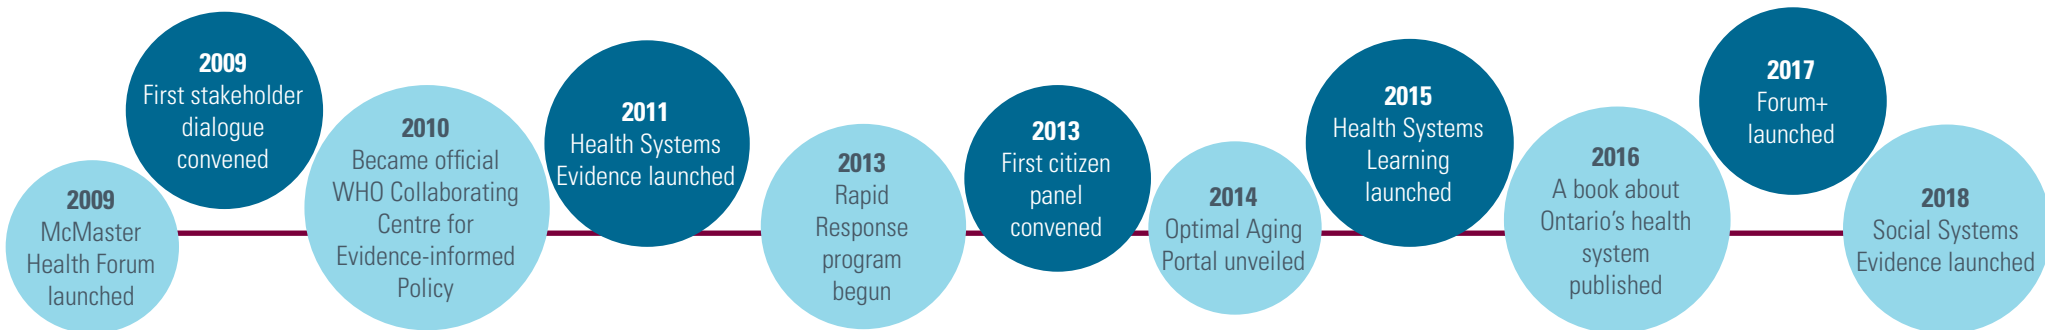 2009
McMaster
Health Forum
launched
2009
First stakeholder
dialogue
convened
2010
Became official
WHO Collaborating
Centre for
Evidence-informed
Policy
2011
Health Systems
Evidence launched
2013
Rapid
Response
program
begun
2013
First citizen
panel
convened
2014
Optimal Aging
Portal unveiled
2015
Health Systems
Learning
launched
2016
A book about
Ontario's health
system
published
2017
Forum+
launched
2018
Social Systems
Evidence launched